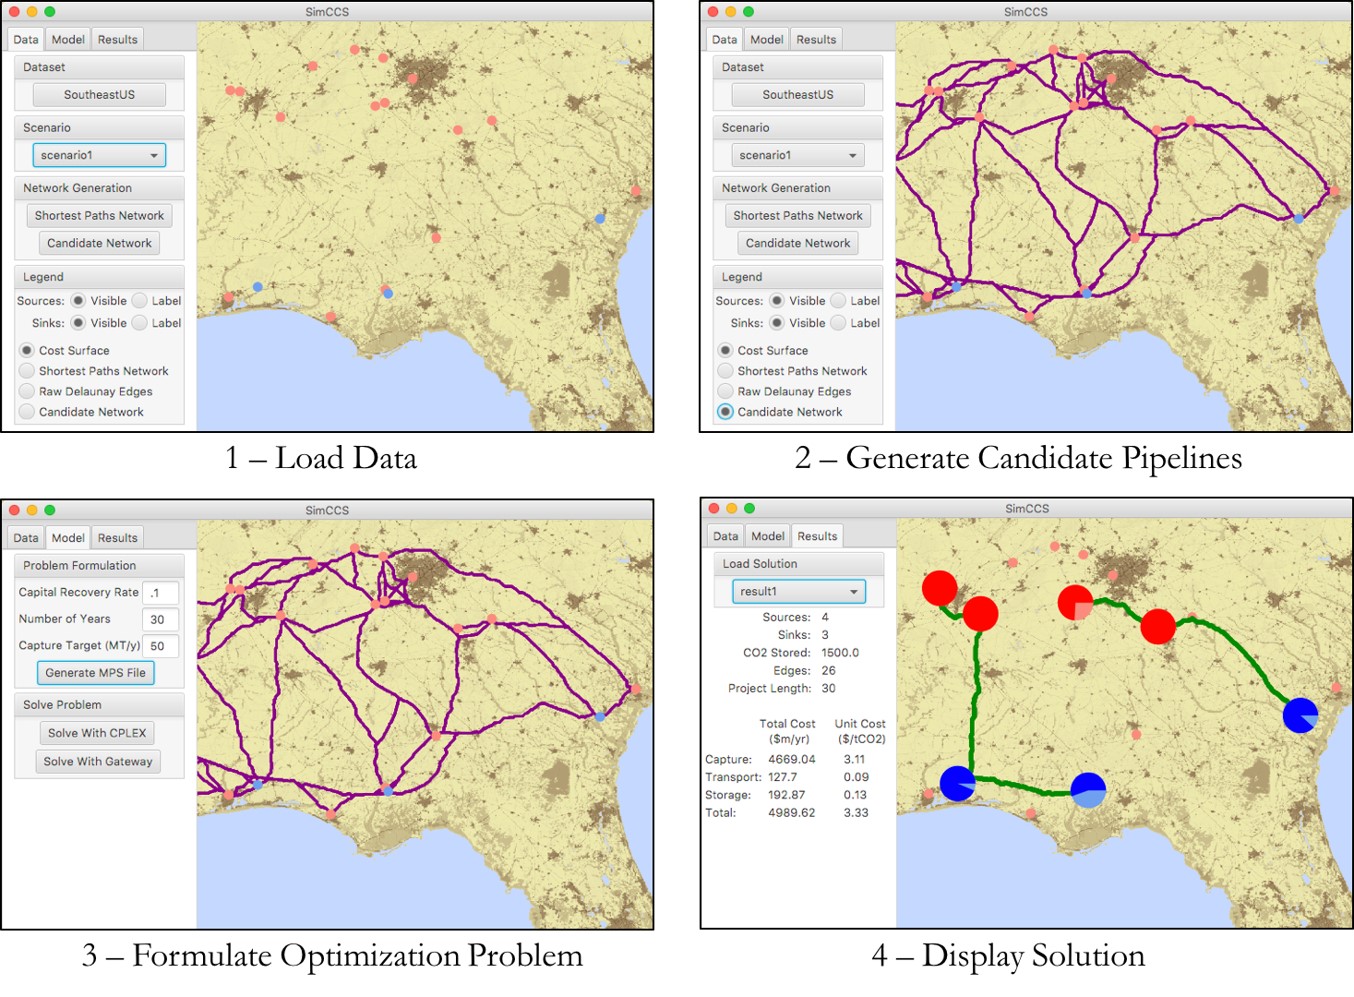 SimCCS
Data Model Results
Dataset
SoutheastUS
Scenario
scenario1
Network Generation
Shortest Paths Network
Candidate Network
Legend
Sources: Visible Label
Sinks: Visible Label
Cost Surface
Shortest Paths Network
Raw Delaunay Edges
Candidate Network
1 – Load Data
SimCCS
Data Model Results
Dataset
SoutheastUS
Scenario
scenario1
Network Generation
Shortest Paths Network
Candidate Network
Legend
Sources: Visible Label
Sinks: Visible Label
Cost Surface
Shortest Paths Network
Raw Delaunay Edges
Candidate Network
2 – Generate Candidate Pipelines
SimCCS
Data Model Results
Problem Formulation
Capital Recovery Rate .1
Number of Years 30
Capture Target (MT/y) 50
Generate MPS File
Solve Problem
Solve With CPLEX
Solve With Gateway
3 – Formulate Optimization Problem
SimCCS
Data Model Results
Load Solution
result1
Sources: 4
Sinks: 3
CO2 Stored: 1500.0
Edges: 26
Project Length: 30
Total Cost Unit Cost
($m/yr) ($/tCO2)
Capture: 4669.04 3.11
Transport: 127.7 0.09
Storage: 192.87 0.13
Total: 4989.62 3.33
4 – Display Solution